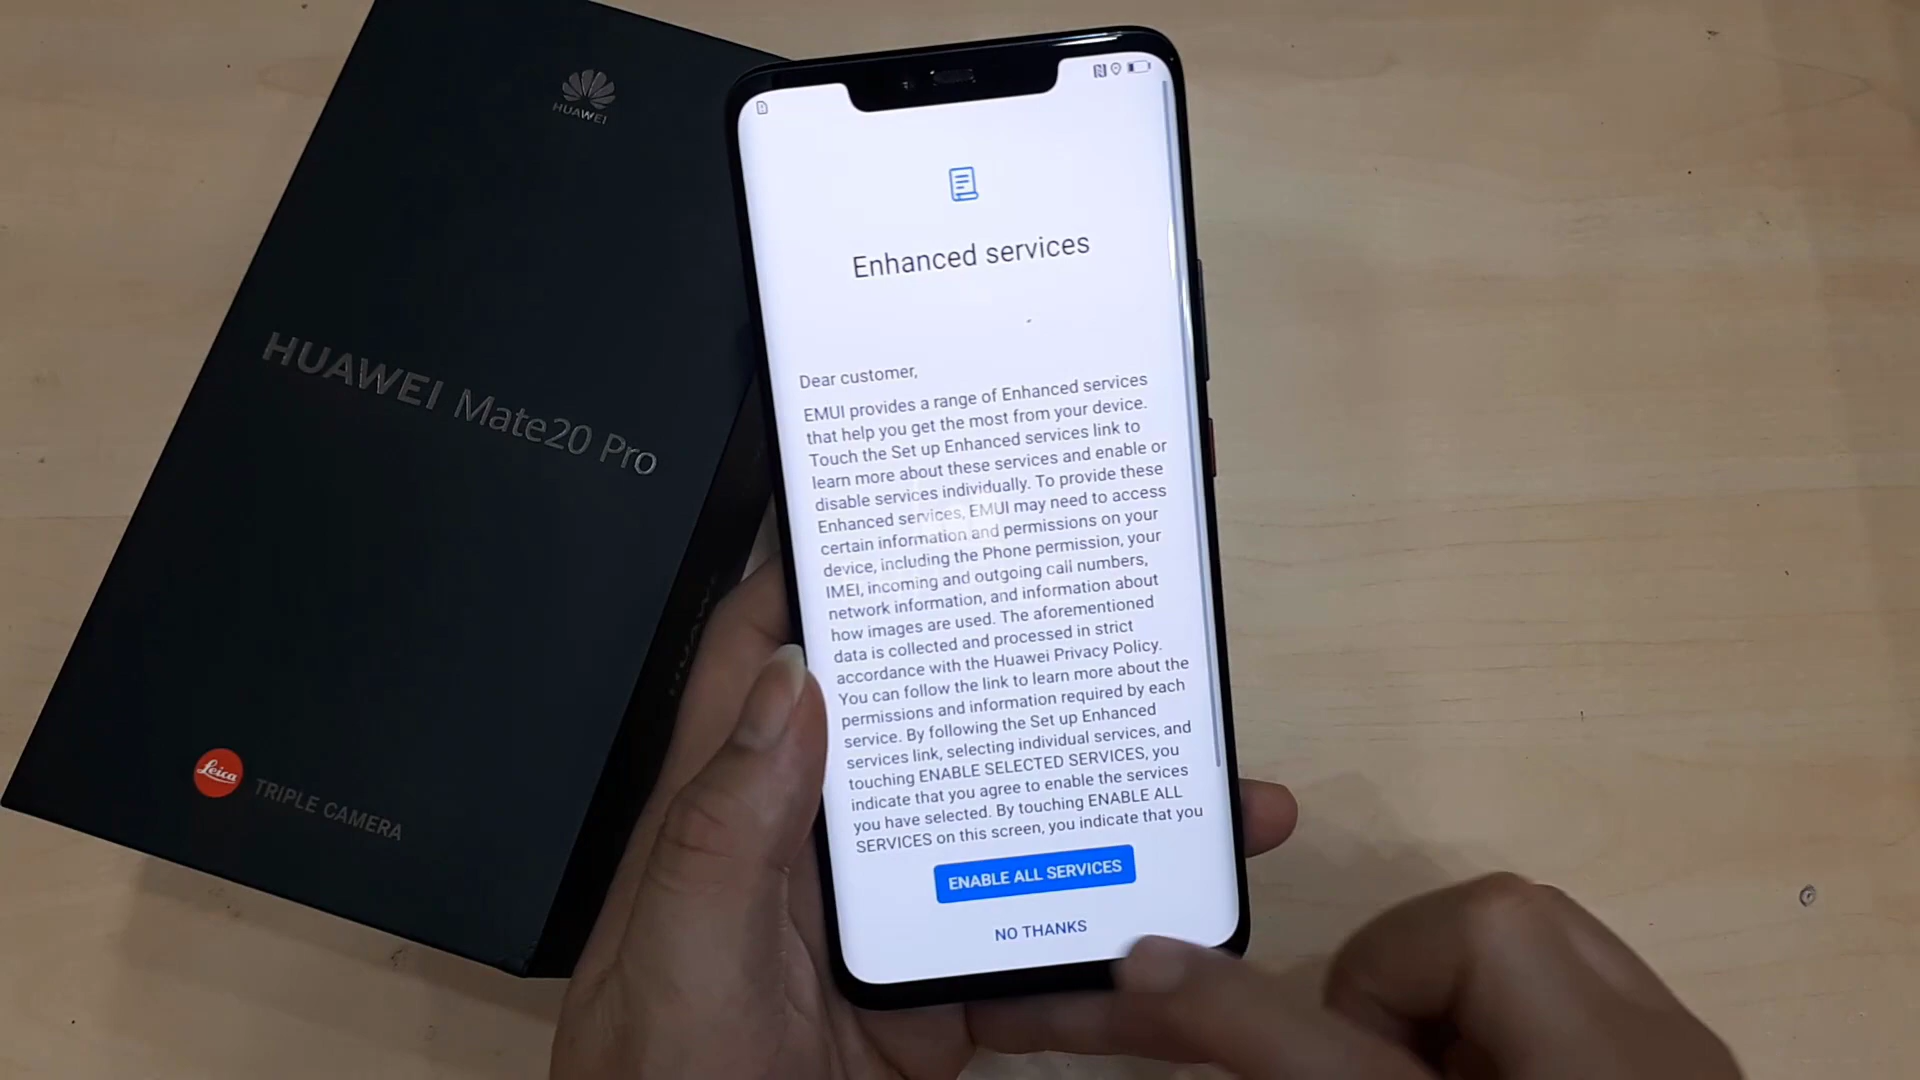 HUAWEI
HUAWEI Mate20 Pro
Leica
TRIPLE CAMERA
Enhanced services
Dear customer,
EMUI provides a range of Enhanced services
that help you get the most from your device.
Touch the Set up Enhanced services link to
learn more about these services and enable or
disable services individually. To provide these
Enhanced services, EMUI may need to access
certain information and permissions on your
device, including the Phone permission, your
IMEI, incoming and outgoing call numbers,
network information, and information about
how images are used. The aforementioned
data is collected and processed in strict
accordance with the Huawei Privacy Policy.
You can follow the link to learn more about the
permissions and information required by each
service. By following the Set up Enhanced
services link, selecting individual services, and
touching ENABLE SELECTED SERVICES, you
indicate that you agree to enable the services
you have selected. By touching ENABLE ALL
SERVICES on this screen, you indicate that you
ENABLE ALL SERVICES
NO THANKS